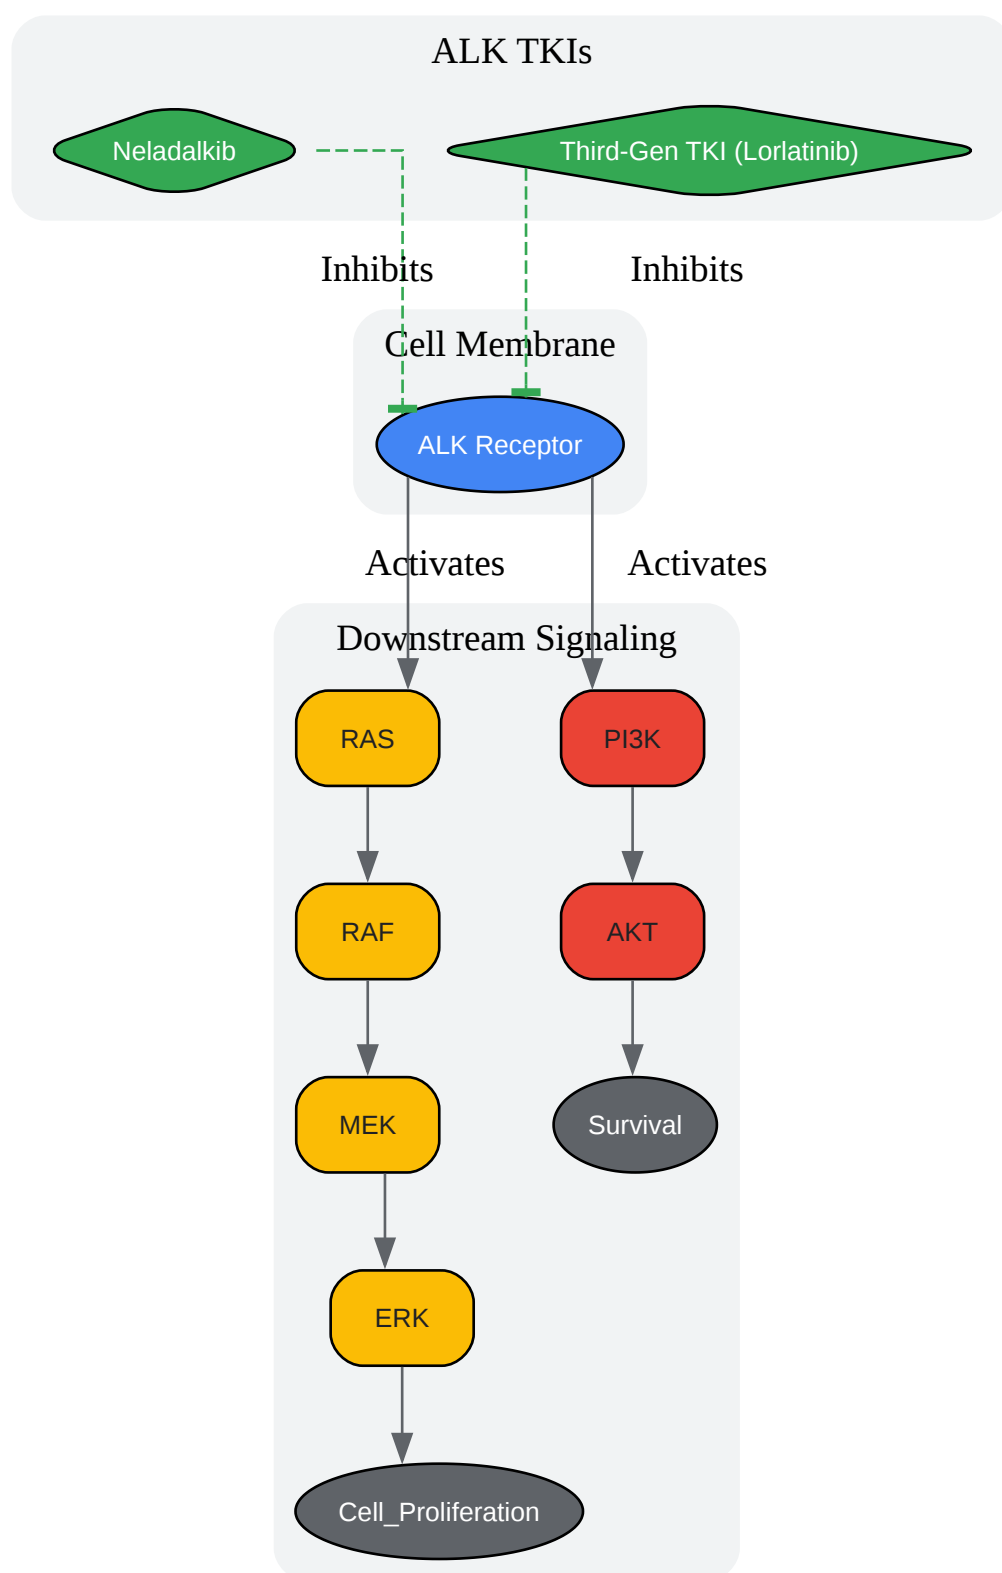 ALK TKIs
Neladalkib
Third-Gen TKI (Lorlatinib)
Inhibits
Inhibits
Cell Membrane
ALK Receptor
Activates
Activates
Downstream Signaling
RAS
PI3K
RAF
AKT
MEK
Survival
ERK
Cell_Proliferation